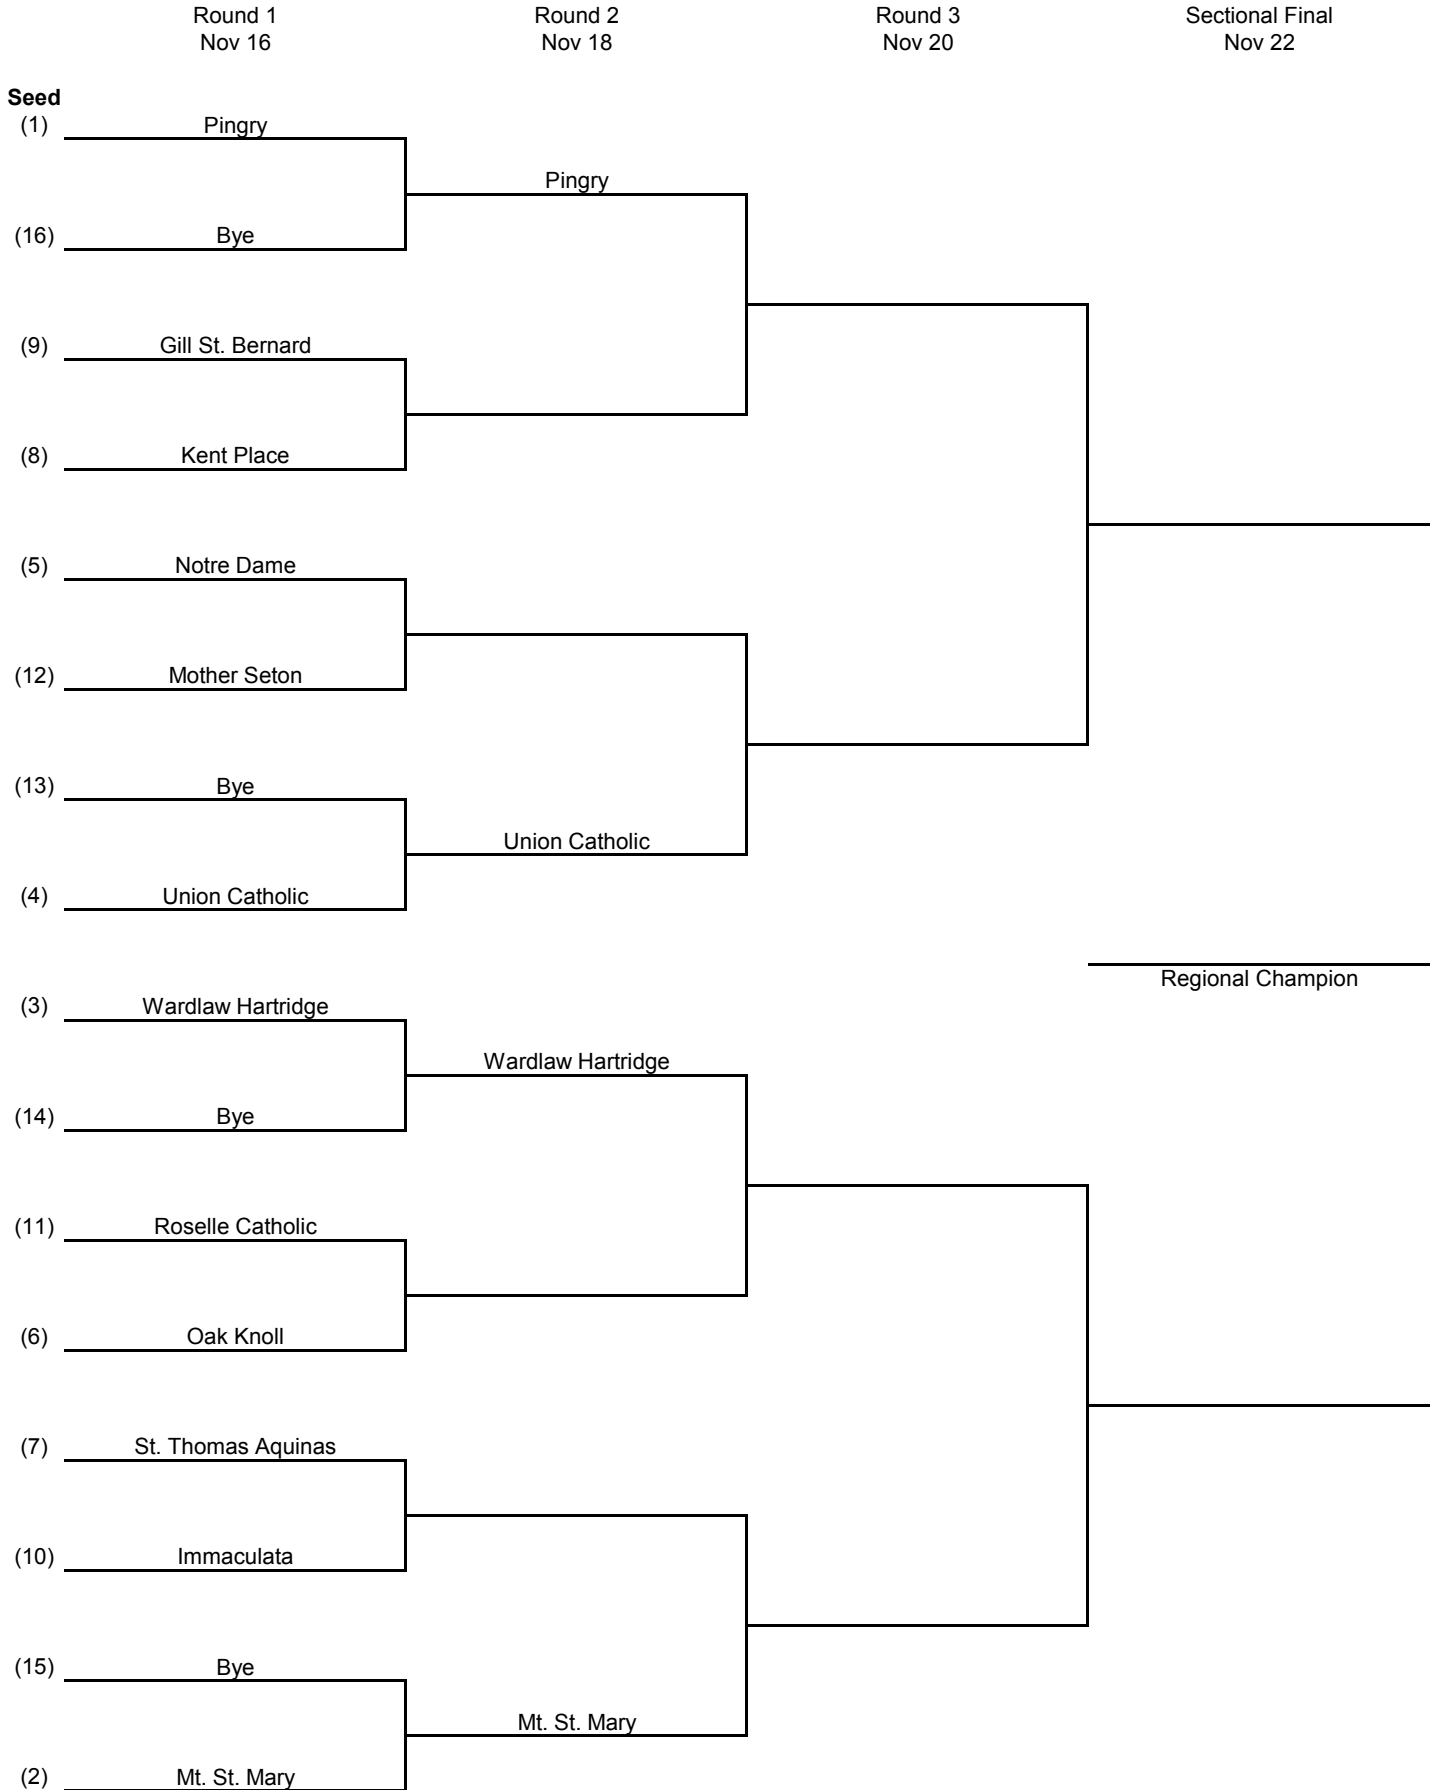 Round 1 Round 2 Round 3 Sectional Final
Nov 16 Nov 18 Nov 20 Nov 22
Seed
(1) Pingry
Pingry
(16) Bye
(9) Gill St. Bernard
(8) Kent Place
(5) Notre Dame
(12) Mother Seton
(13) Bye
Union Catholic
(4) Union Catholic
Regional Champion
(3) Wardlaw Hartridge
Wardlaw Hartridge
(14) Bye
(11) Roselle Catholic
(6) Oak Knoll
(7) St. Thomas Aquinas
(10) Immaculata
(15) Bye
Mt. St. Mary
(2) Mt. St. Mary